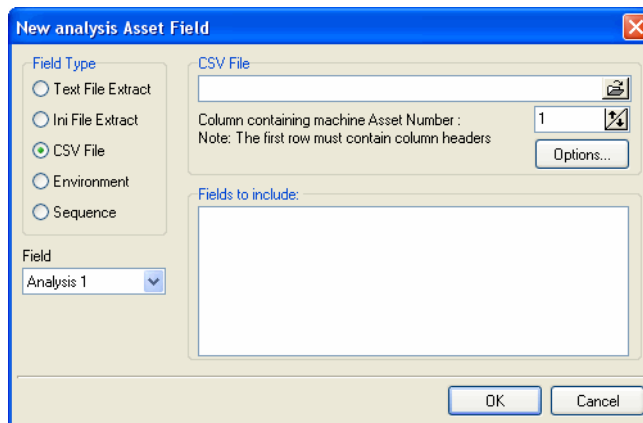 New analysis Asset Field
Field Type
Text File Extract
Ini File Extract
CSV File
Environment
Sequence
Field
Analysis 1
CSV File
Column containing machine Asset Number :
1
Note: The first row must contain column headers
Options...
Fields to include:
OK
Cancel